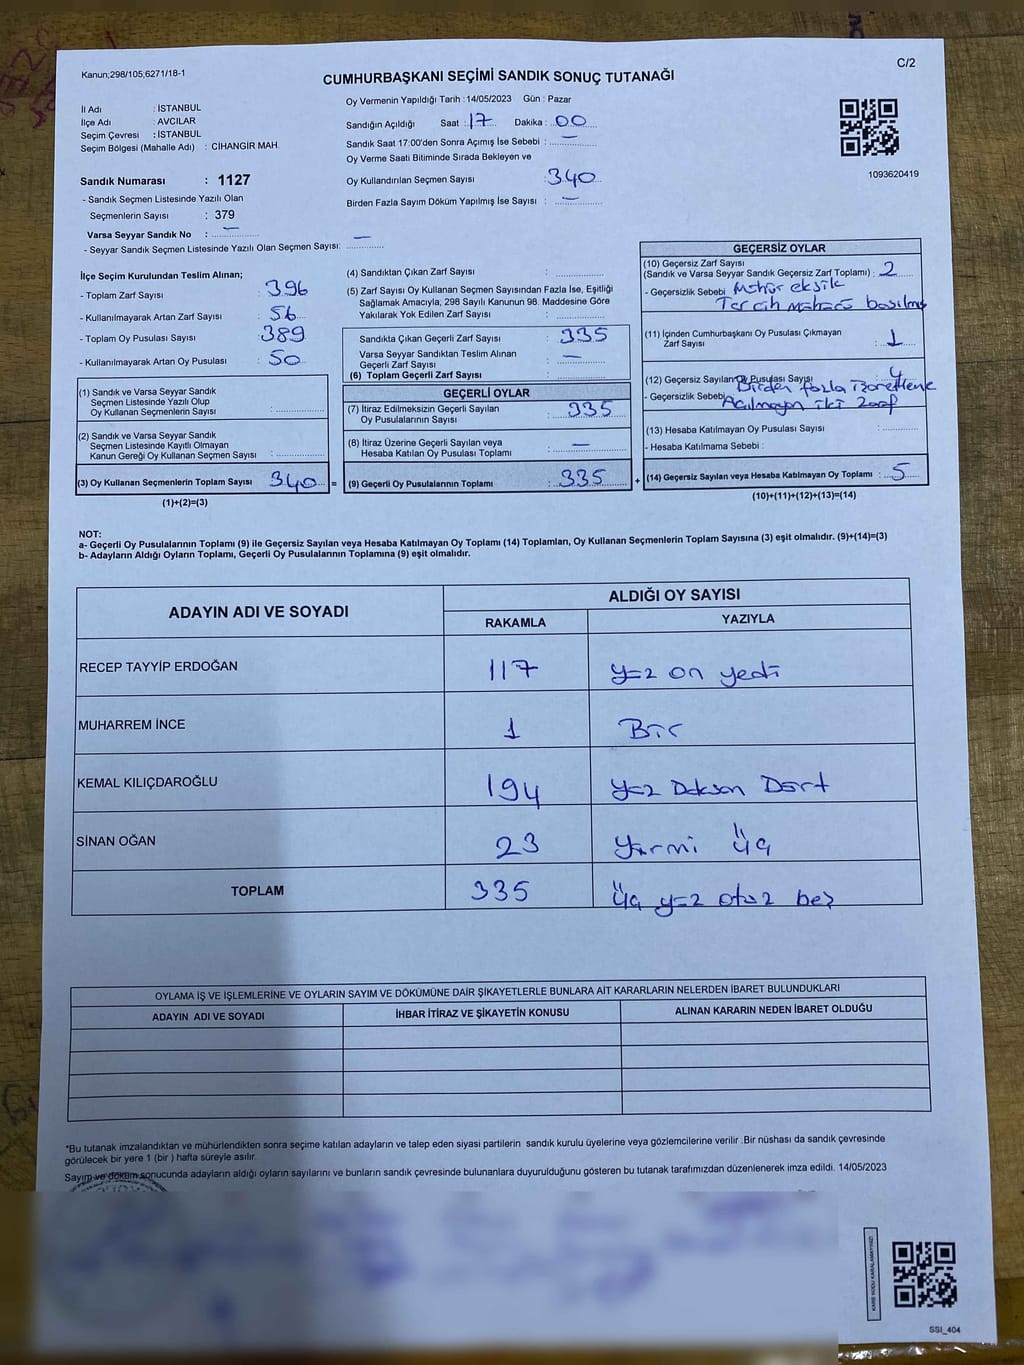 Kanun;298/105,6271/18-1
C/2
CUMHURBAŞKANI SEÇİMİ SANDIK SONUÇ TUTANAĞI
İl Adı : İSTANBUL
İlçe Adı : AVCILAR
Seçim Çevresi : İSTANBUL
Seçim Bölgesi (Mahalle Adı) : CİHANGİR MAH.
Sandık Numarası : 1127
- Sandık Seçmen Listesinde Yazılı Olan
Seçmenlerin Sayısı : 379
Varsa Seyyar Sandık No : —
- Seyyar Sandık Seçmen Listesinde Yazılı Olan Seçmen Sayısı: —
Oy Vermenin Yapıldığı Tarih : 14/05/2023 Gün : Pazar
Sandığın Açıldığı Saat : 17 Dakika : 00
Sandık Saat 17:00'den Sonra Açımış İse Sebebi : —
Oy Verme Saati Bitiminde Sırada Bekleyen ve
Oy Kullandırılan Seçmen Sayısı : 340
Birden Fazla Sayım Döküm Yapılmış İse Sayısı : —
1093620419
İlçe Seçim Kurulundan Teslim Alınan;
- Toplam Zarf Sayısı : 396
- Kullanılmayarak Artan Zarf Sayısı : 56
- Toplam Oy Pusulası Sayısı : 389
- Kullanılmayarak Artan Oy Pusulası : 50
(1) Sandık ve Varsa Seyyar Sandık
Seçmen Listesinde Yazılı Olup
Oy Kullanan Seçmenlerin Sayısı :
(2) Sandık ve Varsa Seyyar Sandık
Seçmen Listesinde Kayıtlı Olmayan
Kanun Gereği Oy Kullanan Seçmen Sayısı :
(3) Oy Kullanan Seçmenlerin Toplam Sayısı : 340 =
(1)+(2)=(3)
(4) Sandıktan Çıkan Zarf Sayısı :
(5) Zarf Sayısı Oy Kullanan Seçmen Sayısından Fazla İse, Eşitliği
Sağlamak Amacıyla, 298 Sayılı Kanunun 98. Maddesine Göre
Yakılarak Yok Edilen Zarf Sayısı :
Sandıkta Çıkan Geçerli Zarf Sayısı : 335
Varsa Seyyar Sandıktan Teslim Alınan
Geçerli Zarf Sayısı : —
(6) Toplam Geçerli Zarf Sayısı :
GEÇERLİ OYLAR
(7) İtiraz Edilmeksizin Geçerli Sayılan
Oy Pusulalarının Sayısı : 335
(8) İtiraz Üzerine Geçerli Sayılan veya
Hesaba Katılan Oy Pusulası Toplamı : —
(9) Geçerli Oy Pusulalarının Toplamı : 335 +
GEÇERSİZ OYLAR
(10) Geçersiz Zarf Sayısı
(Sandık ve Varsa Seyyar Sandık Geçersiz Zarf Toplamı) : 2
- Geçersizlik Sebebi Mühür eksik
Tercih mührü basılmış
(11) İçinden Cumhurbaşkanı Oy Pusulası Çıkmayan
Zarf Sayısı : 1
(12) Geçersiz Sayılan Oy Pusulası Sayısı 4
- Geçersizlik Sebebi Birden fazla işaretleme
Açılmayan iki zarf
(13) Hesaba Katılmayan Oy Pusulası Sayısı :
- Hesaba Katılmama Sebebi :
(14) Geçersiz Sayılan veya Hesaba Katılmayan Oy Toplamı : 5
(10)+(11)+(12)+(13)=(14)
NOT:
a- Geçerli Oy Pusulalarının Toplamı (9) ile Geçersiz Sayılan veya Hesaba Katılmayan Oy Toplamı (14) Toplamları, Oy Kullanan Seçmenlerin Toplam Sayısına (3) eşit olmalıdır. (9)+(14)=(3)
b- Adayların Aldığı Oyların Toplamı, Geçerli Oy Pusulalarının Toplamına (9) eşit olmalıdır.
ADAYIN ADI VE SOYADI
ALDIĞI OY SAYISI
RAKAMLA YAZIYLA
RECEP TAYYİP ERDOĞAN 117 yüz on yedi
MUHARREM İNCE 1 Bir
KEMAL KILIÇDAROĞLU 194 yüz Doksan Dört
SİNAN OĞAN 23 yirmi üç
TOPLAM 335 üç yüz otuz beş
OYLAMA İŞ VE İŞLEMLERİNE VE OYLARIN SAYIM VE DÖKÜMÜNE DAİR ŞİKAYETLERLE BUNLARA AİT KARARLARIN NELERDEN İBARET BULUNDUKLARI
ADAYIN ADI VE SOYADI İHBAR İTİRAZ VE ŞİKAYETİN KONUSU ALINAN KARARIN NEDEN İBARET OLDUĞU
*Bu tutanak imzalandıktan ve mühürlendikten sonra seçime katılan adayların ve talep eden siyasi partilerin sandık kurulu üyelerine veya gözlemcilerine verilir .Bir nüshası da sandık çevresinde
görülecek bir yere 1 (bir ) hafta süreyle asılır.
Sayım ve döküm sonucunda adayların aldığı oyların sayılarını ve bunların sandık çevresinde bulunanlara duyurulduğunu gösteren bu tutanak tarafımızdan düzenlenerek imza edildi. 14/05/2023
KARE KODU KARALAMAYINIZ!
SSI_404